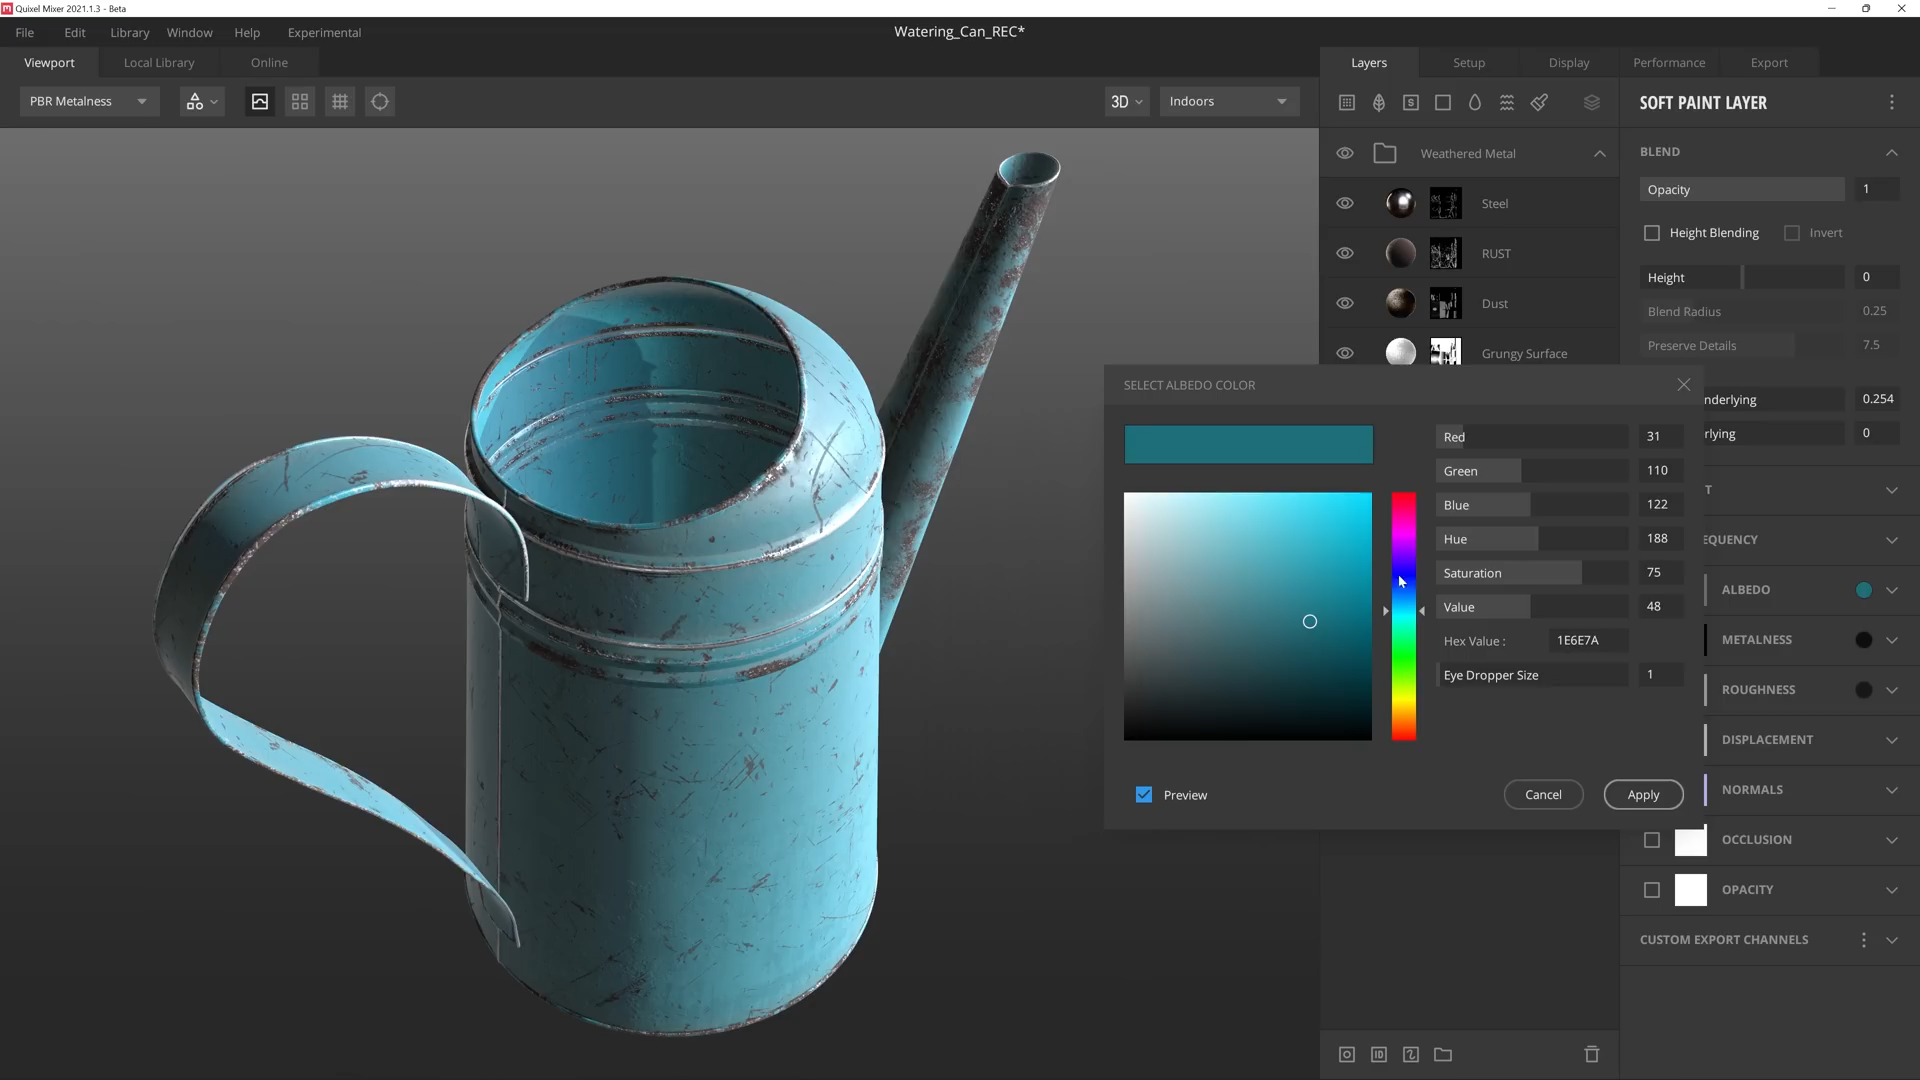 Quixel Mixer 2021.1.3 - Beta
File Edit Library Window Help Experimental
Watering_Can_REC*
Viewport Local Library Online
Layers Setup Display Performance Export
PBR Metalness
3D
Indoors
SOFT PAINT LAYER
Weathered Metal
Steel
RUST
Dust
Grungy Surface
BLEND
Opacity 1
Height Blending Invert
Height 0
Blend Radius 0.25
Preserve Details 7.5
nderlying 0.254
rlying 0
T
EQUENCY
ALBEDO
METALNESS
ROUGHNESS
DISPLACEMENT
NORMALS
OCCLUSION
OPACITY
CUSTOM EXPORT CHANNELS
SELECT ALBEDO COLOR
Red 31
Green 110
Blue 122
Hue 188
Saturation 75
Value 48
Hex Value : 1E6E7A
Eye Dropper Size 1
Preview
Cancel
Apply
ID